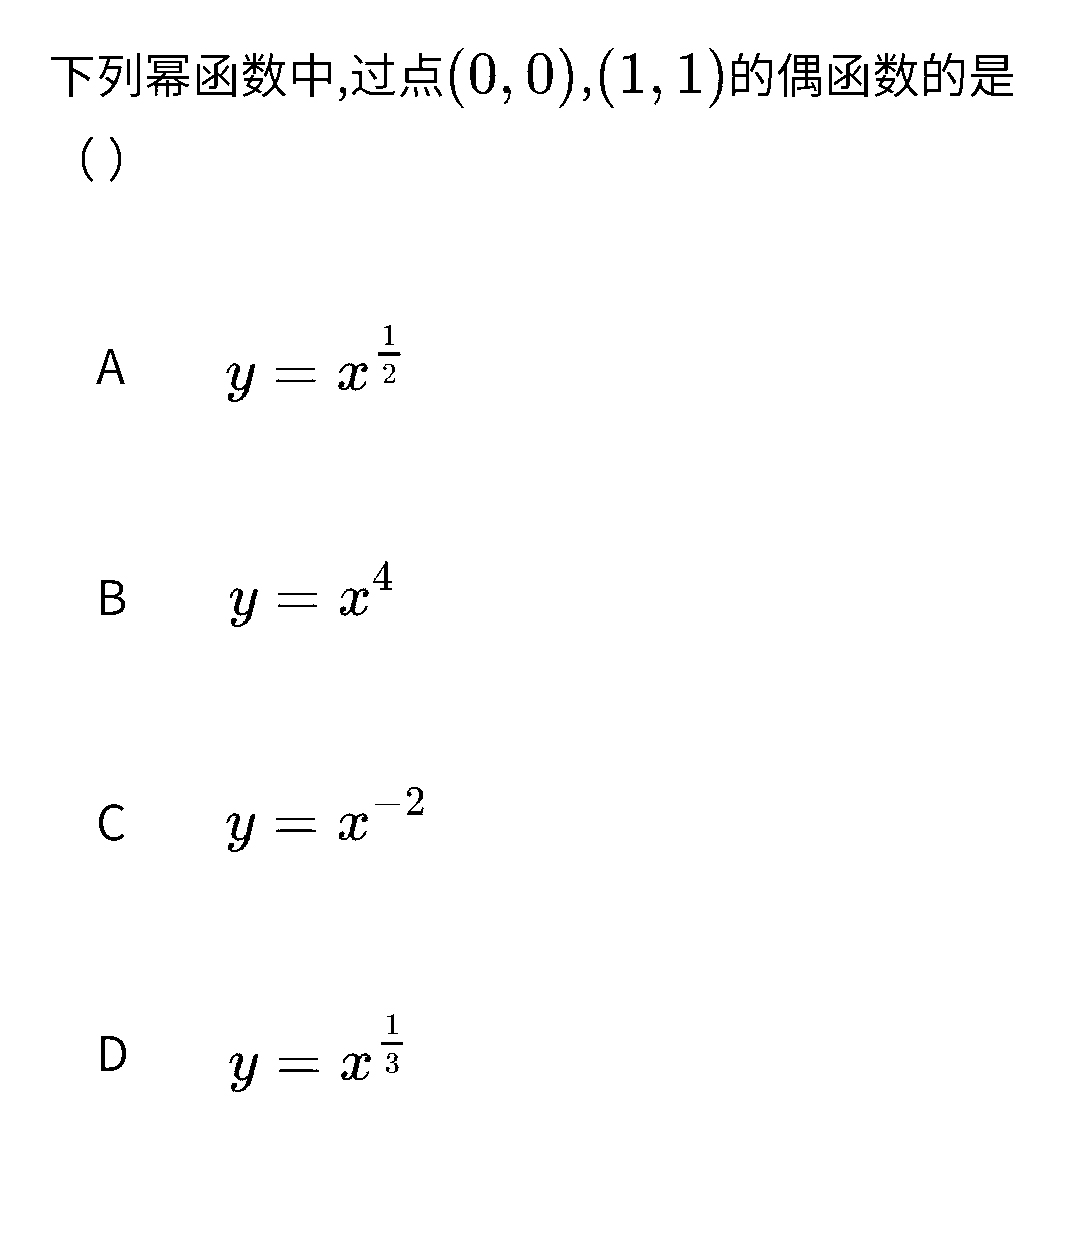 下列幂函数中,过点(0, 0),(1, 1)的偶函数的是
( )
A y = x^{\frac{1}{2}}
B y = x^4
C y = x^{-2}
D y = x^{\frac{1}{3}}